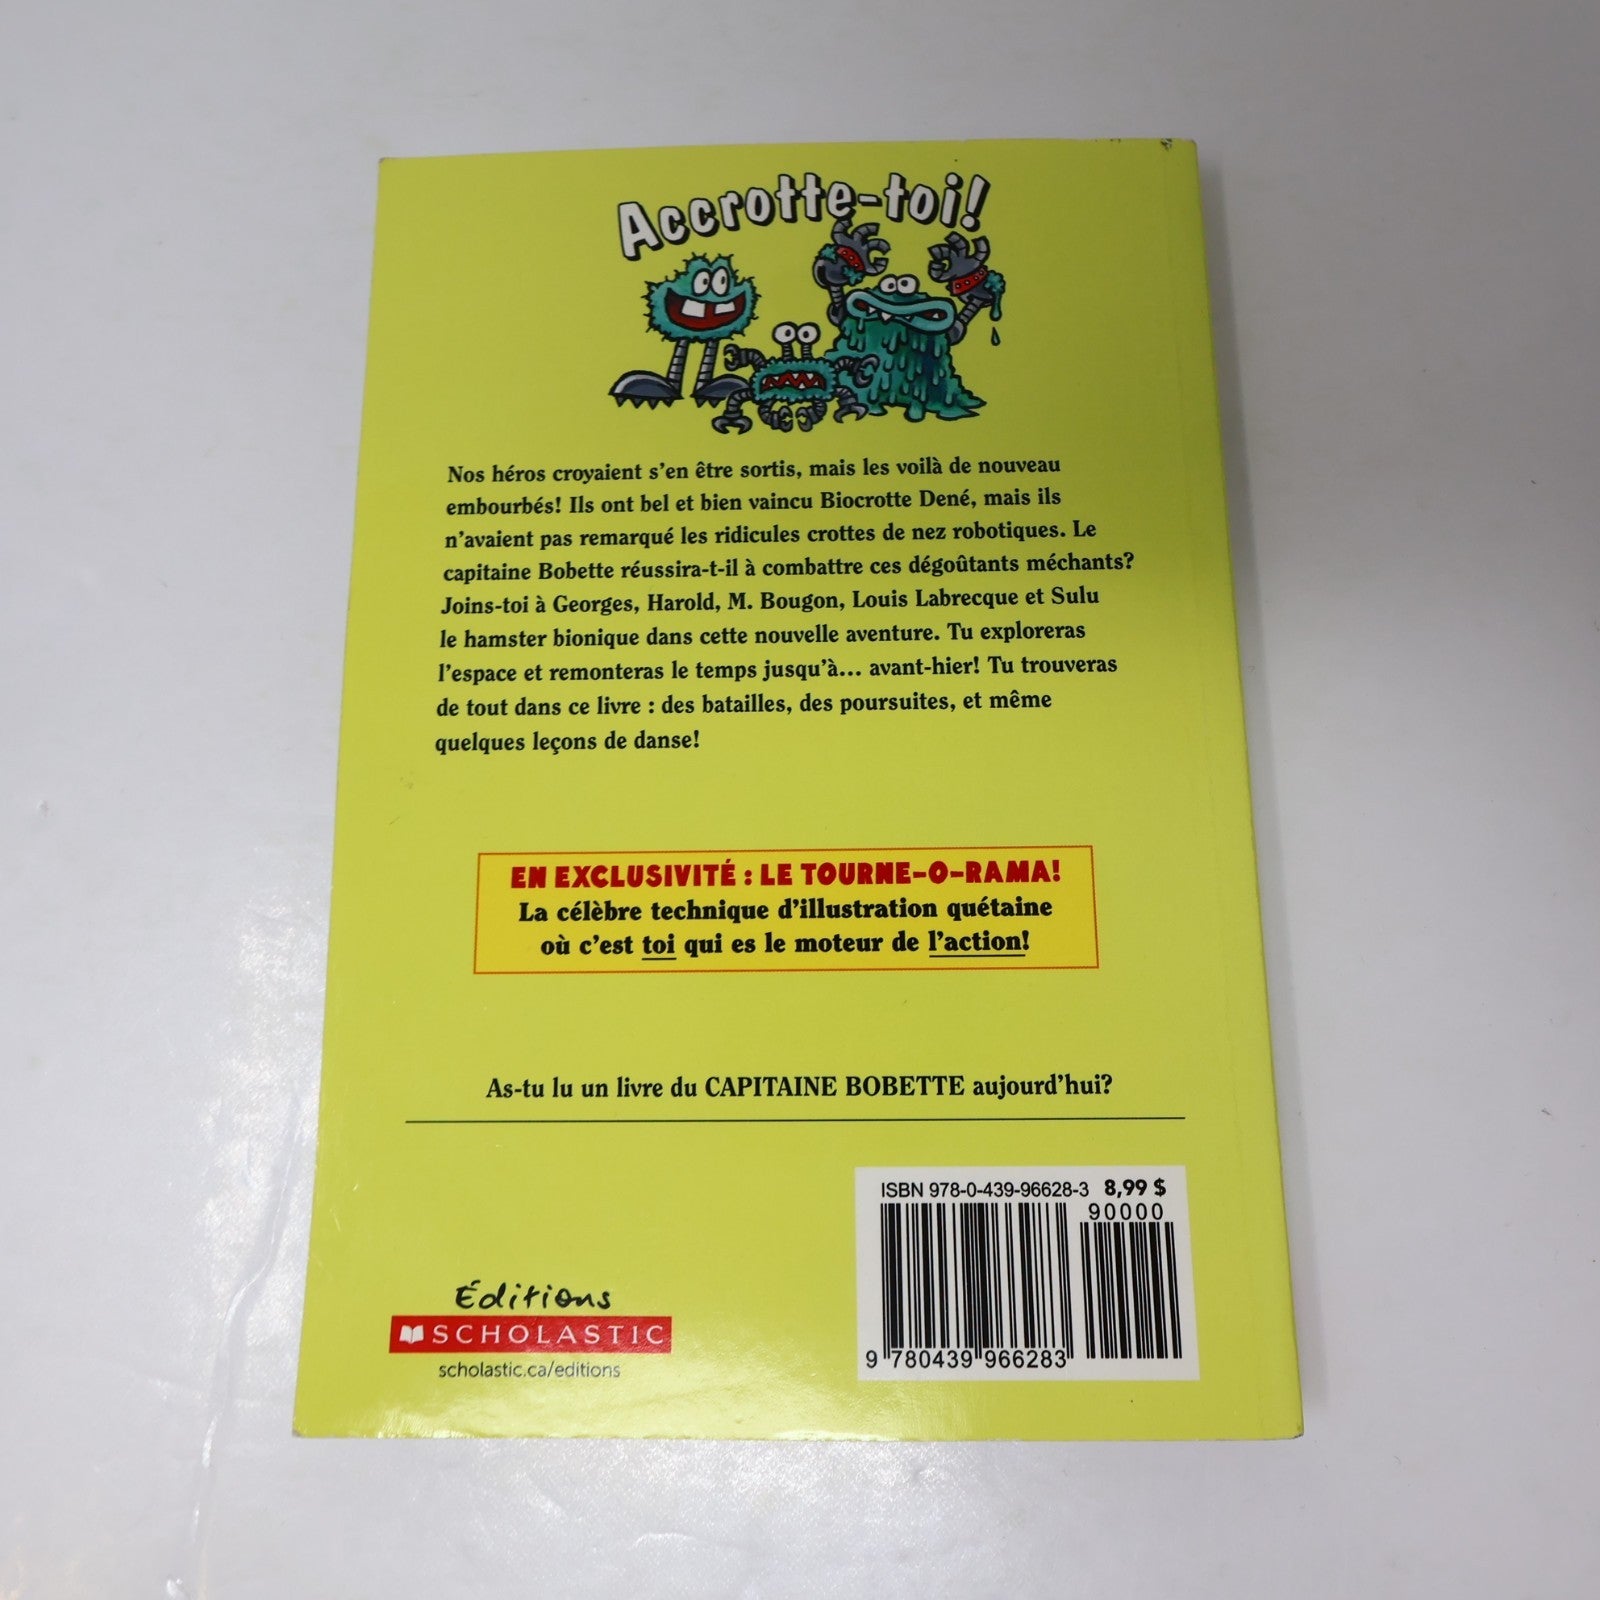 Accrotte-toi!
Nos héros croyaient s'en être sortis, mais les voilà de nouveau
embourbés! Ils ont bel et bien vaincu Biocrotte Dené, mais ils
n'avaient pas remarqué les ridicules crottes de nez robotiques. Le
capitaine Bobette réussira-t-il à combattre ces dégoûtants méchants?
Joins-toi à Georges, Harold, M. Bougon, Louis Labrecque et Sulu
le hamster bionique dans cette nouvelle aventure. Tu exploreras
l'espace et remonteras le temps jusqu'à... avant-hier! Tu trouveras
de tout dans ce livre : des batailles, des poursuites, et même
quelques leçons de danse!
EN EXCLUSIVITÉ : LE TOURNE-O-RAMA!
La célèbre technique d'illustration quétaine
où c'est toi qui es le moteur de l'action!
As-tu lu un livre du CAPITAINE BOBETTE aujourd'hui?
ISBN 978-0-439-96628-3 8,99 $
90000
9 780439 966283
Éditions
SCHOLASTIC
scholastic.ca/editions